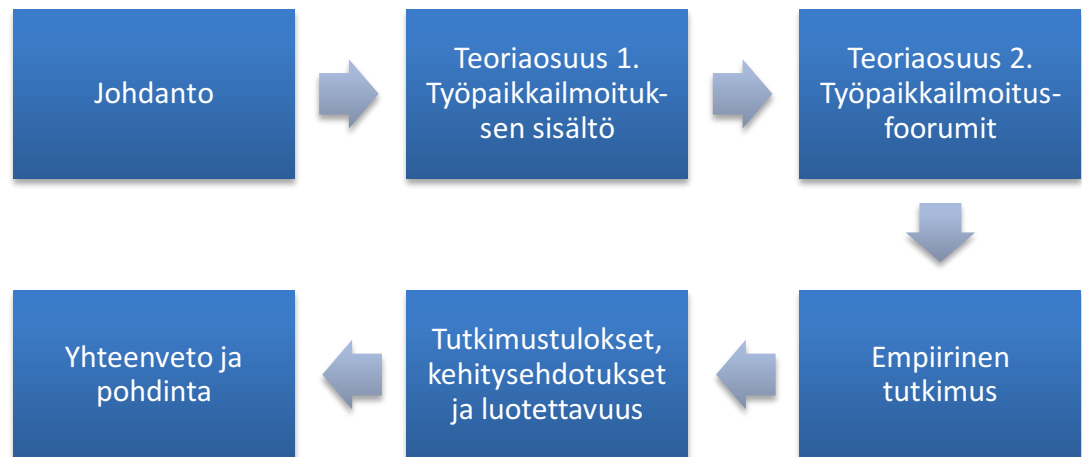 Johdanto
Teoriaosuus 1.
Työpaikkailmoituk-
sen sisältö
Teoriaosuus 2.
Työpaikkailmoitus-
foorumit
Empiirinen
tutkimus
Tutkimustulokset,
kehitysehdotukset
ja luotettavuus
Yhteenveto ja
pohdinta